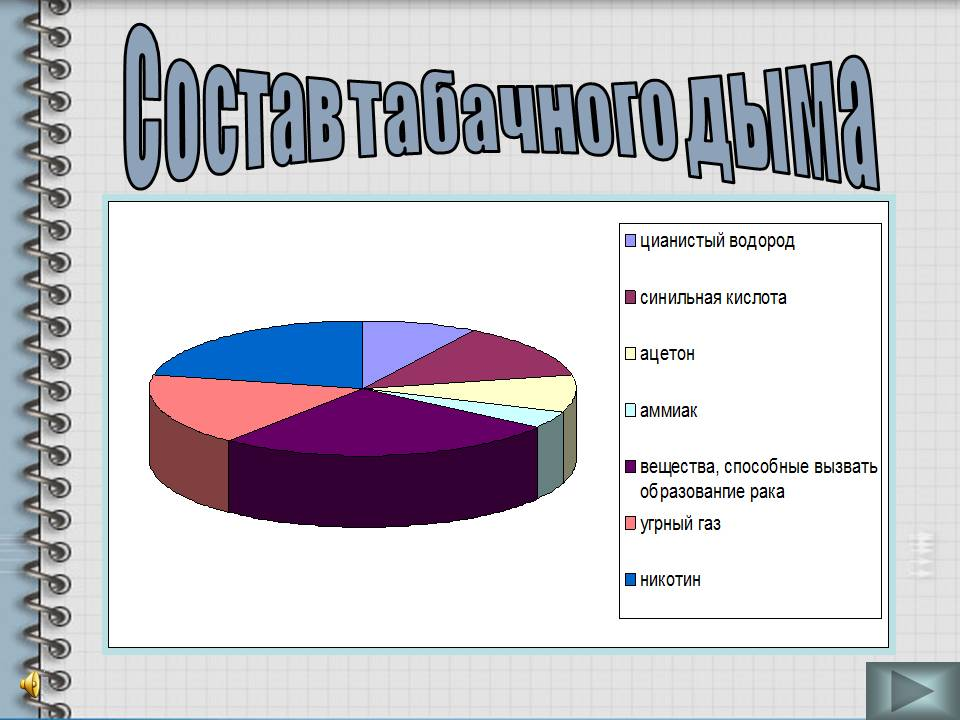 Состав табачного дыма
цианистый водород
синильная кислота
ацетон
аммиак
вещества, способные вызвать
образовангие рака
угрный газ
никотин